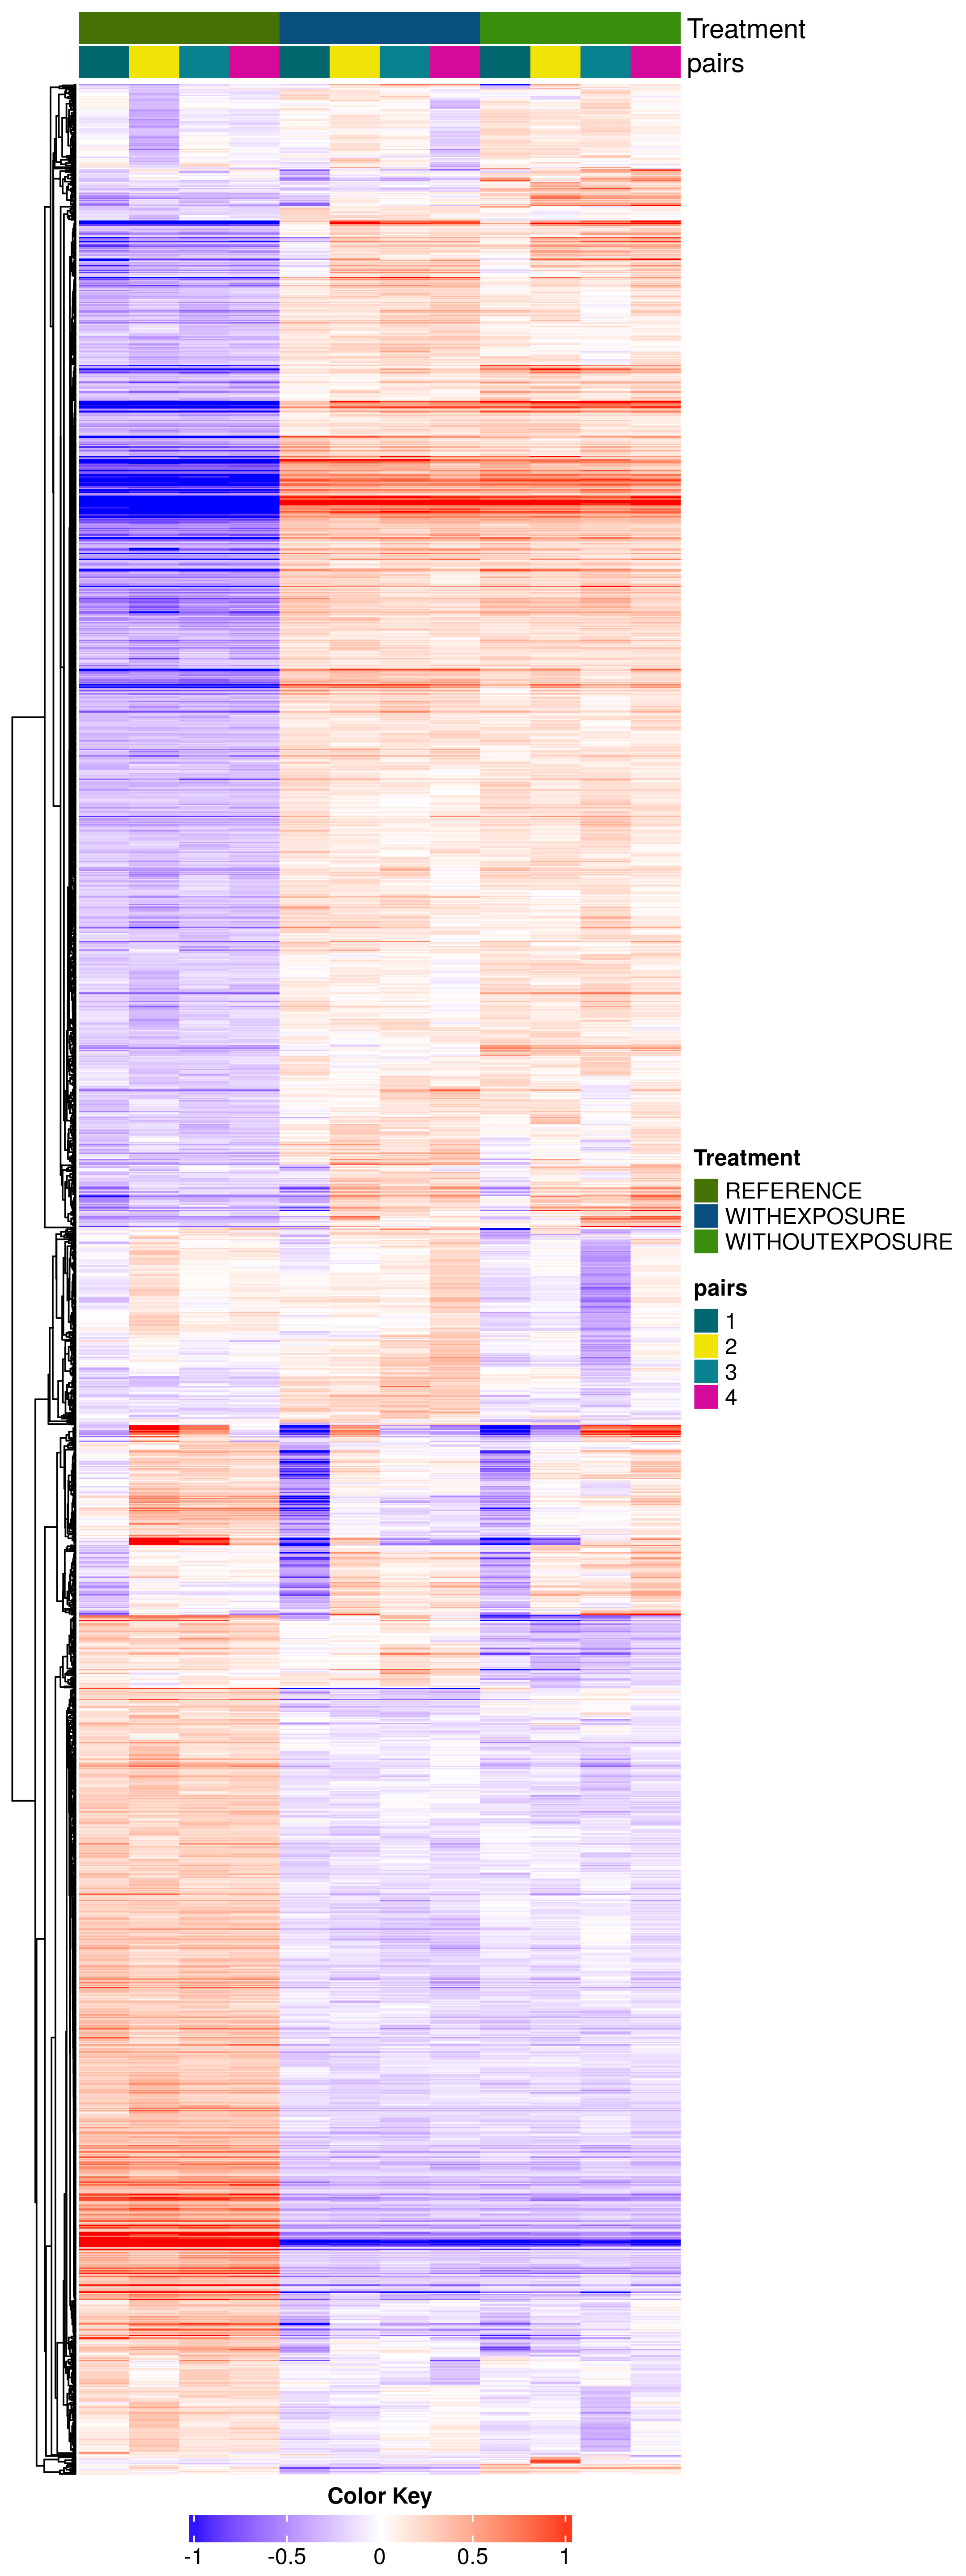 Treatment
pairs
Treatment
REFERENCE
WITHEXPOSURE
WITHOUTEXPOSURE
pairs
1
2
3
4
Color Key
-1 -0.5 0 0.5 1